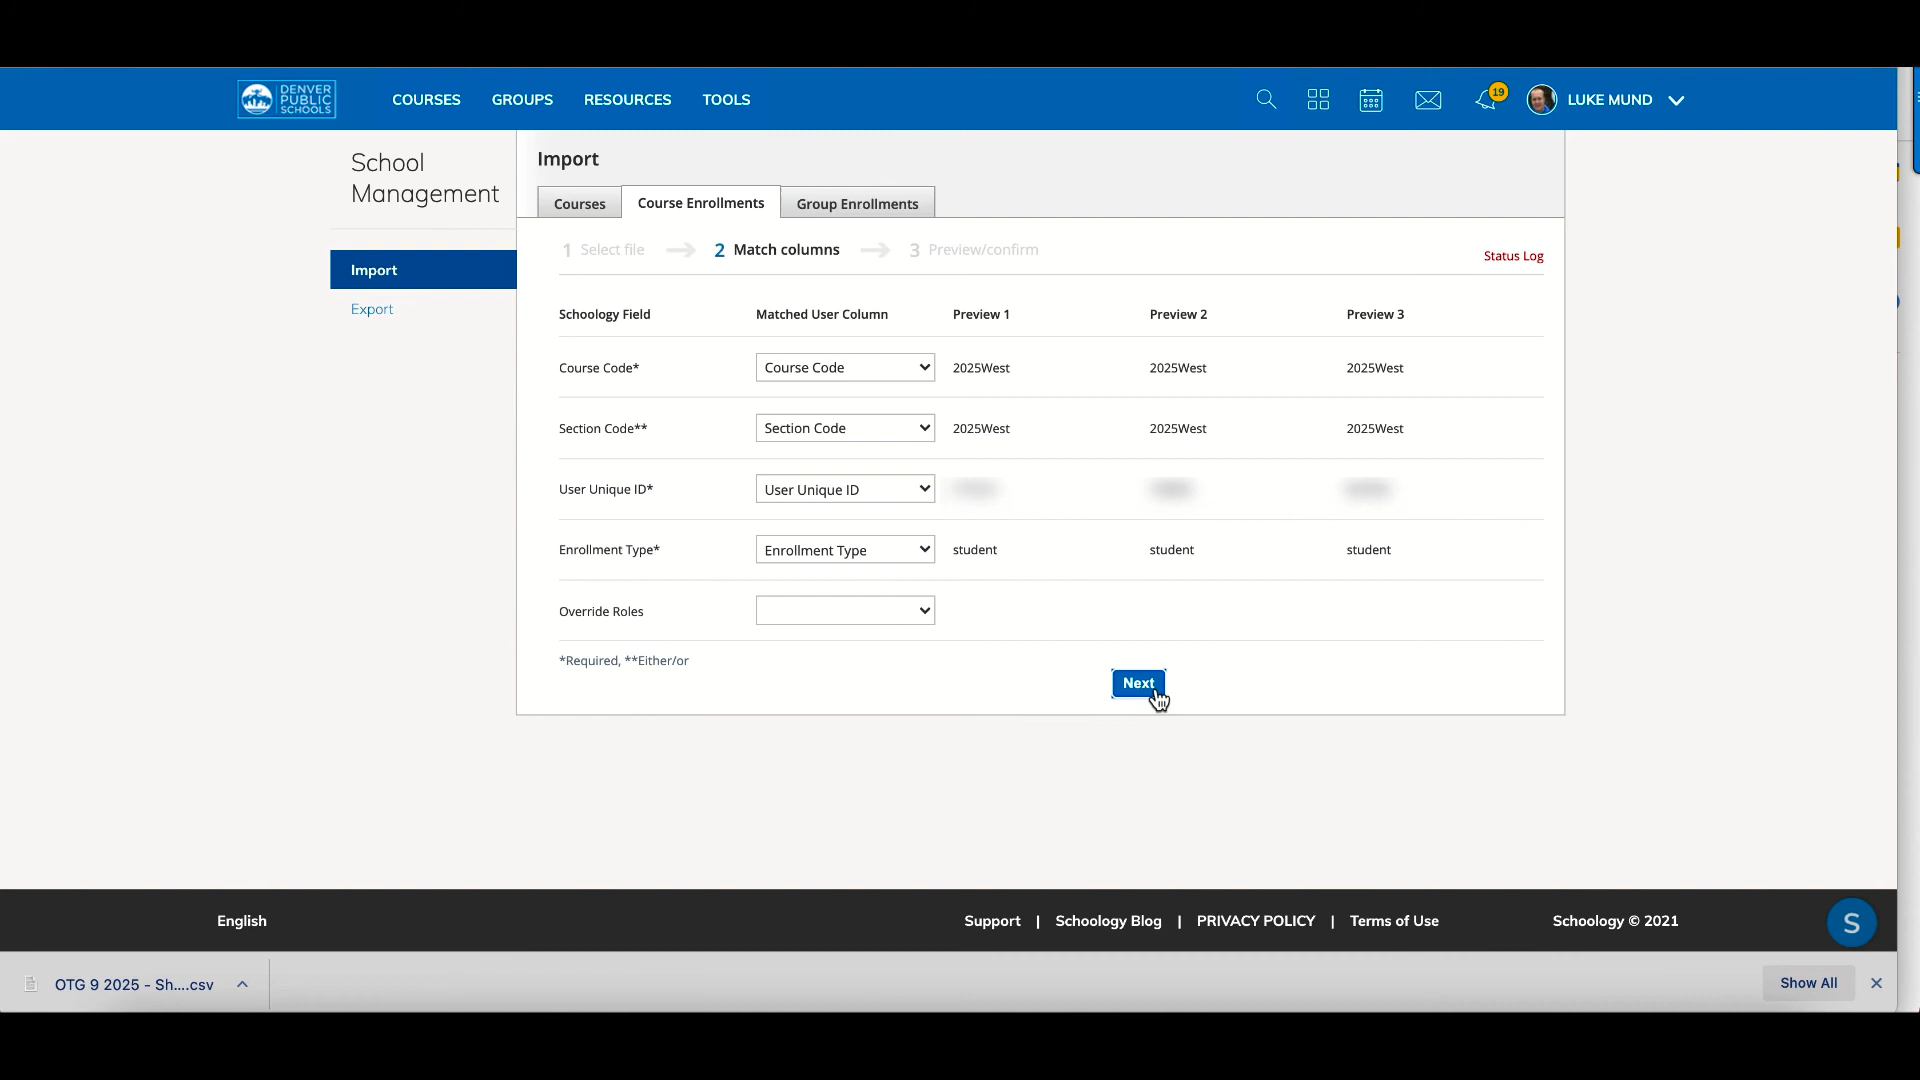 DENVER
PUBLIC
SCHOOLS
COURSES GROUPS RESOURCES TOOLS
19
LUKE MUND
School
Management
Import
Export
Import
Courses Course Enrollments Group Enrollments
1 Select file 2 Match columns 3 Preview/confirm
Status Log
Schoology Field Matched User Column Preview 1 Preview 2 Preview 3
Course Code* Course Code 2025West 2025West 2025West
Section Code** Section Code 2025West 2025West 2025West
User Unique ID* User Unique ID
Enrollment Type* Enrollment Type student student student
Override Roles
*Required, **Either/or
Next
English Support | Schoology Blog | PRIVACY POLICY | Terms of Use Schoology © 2021
S
OTG 9 2025 - Sh....csv Show All